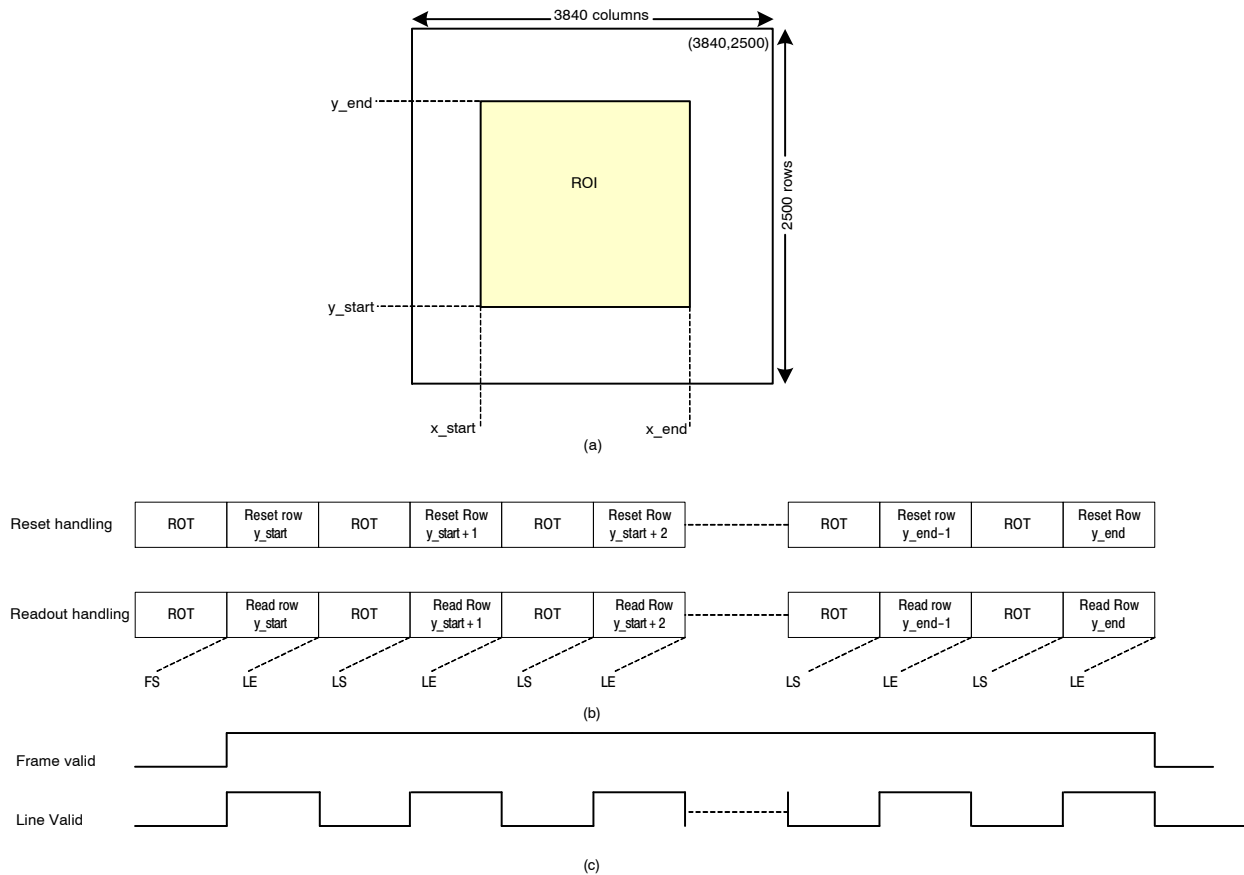 3840 columns
(3840,2500)
y_end
ROI
2500 rows
y_start
x_start
x_end
(a)
Reset handling
ROT
Reset row
y_start
ROT
Reset Row
y_start + 1
ROT
Reset Row
y_start + 2
ROT
Reset row
y_end-1
ROT
Reset Row
y_end
Readout handling
ROT
Read row
y_start
ROT
Read Row
y_start + 1
ROT
Read Row
y_start + 2
ROT
Read row
y_end-1
ROT
Read Row
y_end
FS
LE
LS
LE
LS
LE
LS
LE
LS
LE
(b)
Frame valid
Line Valid
(c)